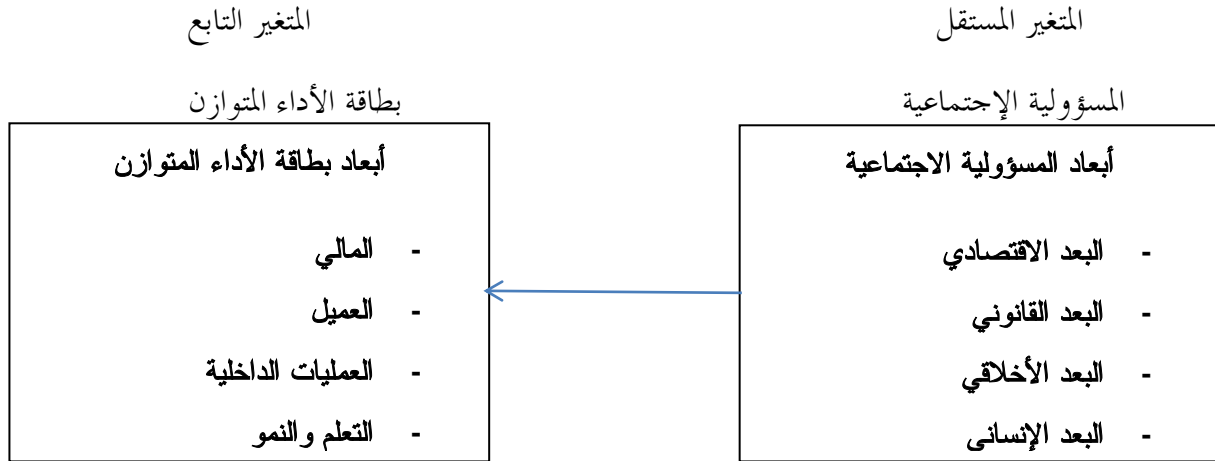 المتغير المستقل
المسؤولية الإجتماعية
أبعاد المسؤولية الاجتماعية
- البعد الاقتصادي
- البعد القانوني
- البعد الأخلاقي
- البعد الإنساني
المتغير التابع
بطاقة الأداء المتوازن
أبعاد بطاقة الأداء المتوازن
- المالي
- العميل
- العمليات الداخلية
- التعلم والنمو